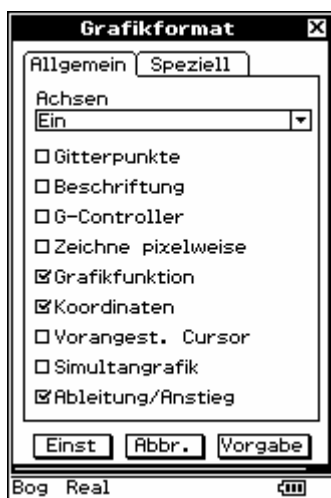 Grafikformat X
Allgemein Speziell
Achsen
Ein
Gitterpunkte
Beschriftung
G-Controller
Zeichne pixelweise
Grafikfunktion
Koordinaten
Vorangest. Cursor
Simultangrafik
Ableitung/Anstieg
Einst Abbr. Vorgabe
Bog Real